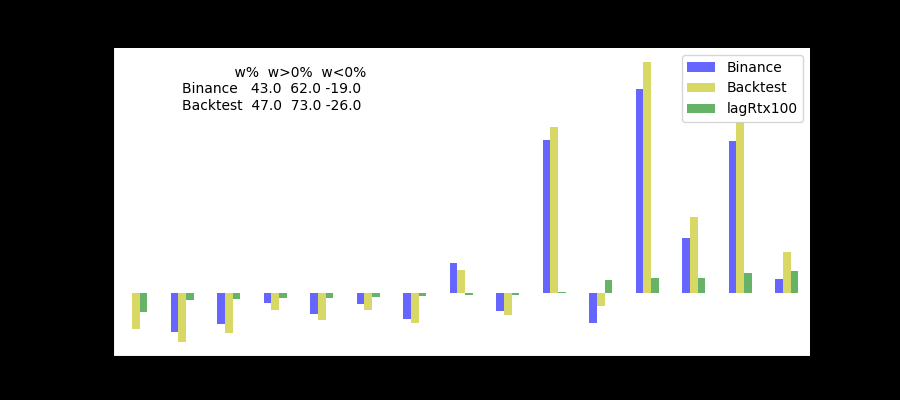 w% w>0% w<0%
Binance 43.0 62.0 -19.0
Backtest 47.0 73.0 -26.0
Binance
Backtest
lagRtx100